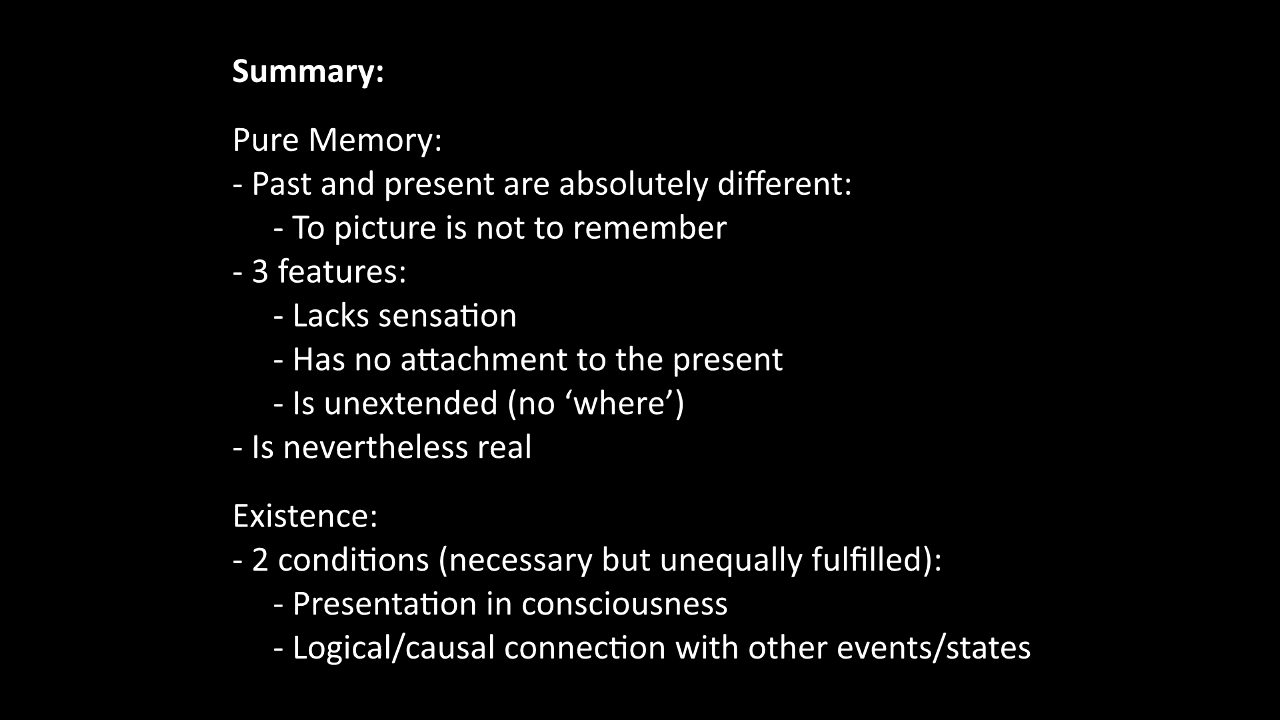 Summary:
Pure Memory:
- Past and present are absolutely different:
- To picture is not to remember
- 3 features:
- Lacks sensation
- Has no attachment to the present
- Is unextended (no ‘where’)
- Is nevertheless real
Existence:
- 2 conditions (necessary but unequally fulfilled):
- Presentation in consciousness
- Logical/causal connection with other events/states